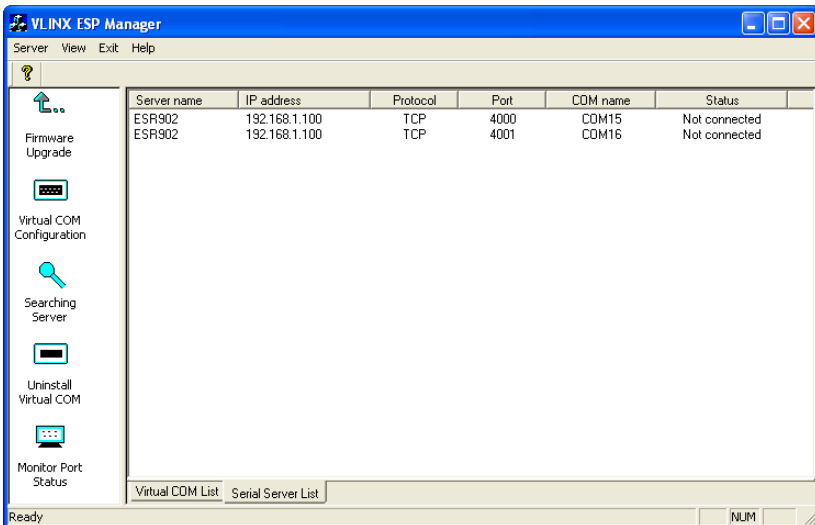 VLINX ESP Manager
Server View Exit Help
Firmware
Upgrade
Virtual COM
Configuration
Searching
Server
Uninstall
Virtual COM
Monitor Port
Status
Server name IP address Protocol Port COM name Status
ESR902 192.168.1.100 TCP 4000 COM15 Not connected
ESR902 192.168.1.100 TCP 4001 COM16 Not connected
Virtual COM List Serial Server List
Ready NUM